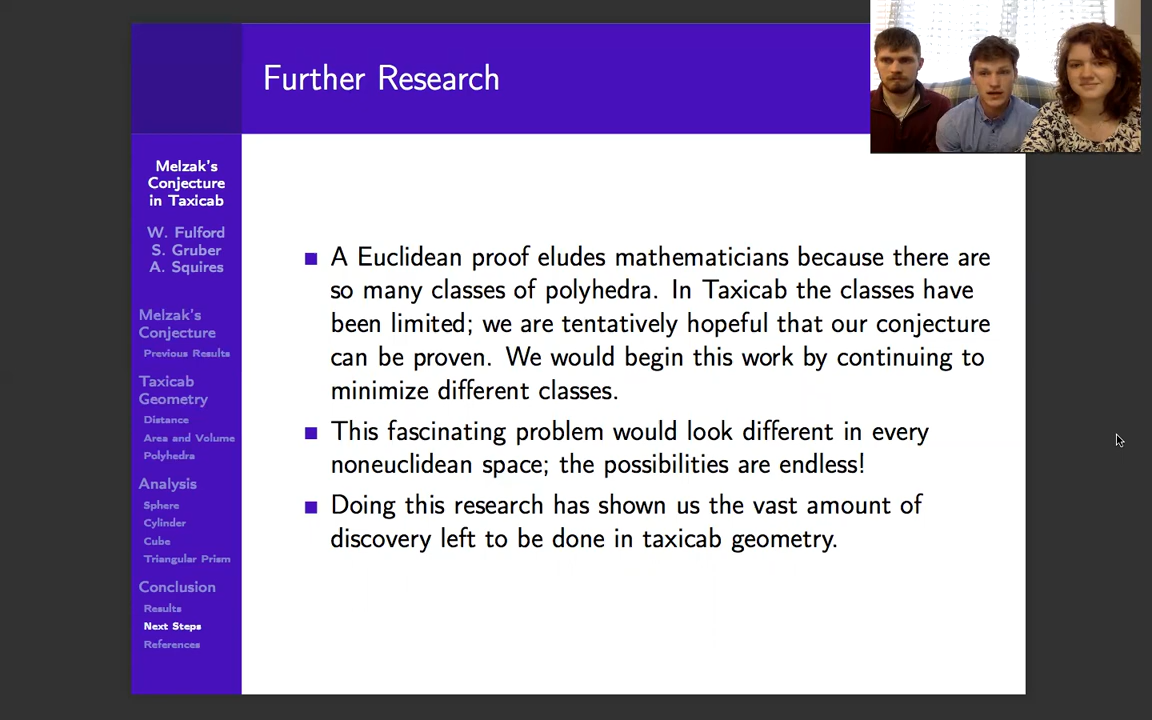 Further Research
Melzak's
Conjecture
in Taxicab
W. Fulford
S. Gruber
A. Squires
Melzak's
Conjecture
Previous Results
Taxicab
Geometry
Distance
Area and Volume
Polyhedra
Analysis
Sphere
Cylinder
Cube
Triangular Prism
Conclusion
Results
Next Steps
References
A Euclidean proof eludes mathematicians because there are
so many classes of polyhedra. In Taxicab the classes have
been limited; we are tentatively hopeful that our conjecture
can be proven. We would begin this work by continuing to
minimize different classes.
This fascinating problem would look different in every
noneuclidean space; the possibilities are endless!
Doing this research has shown us the vast amount of
discovery left to be done in taxicab geometry.